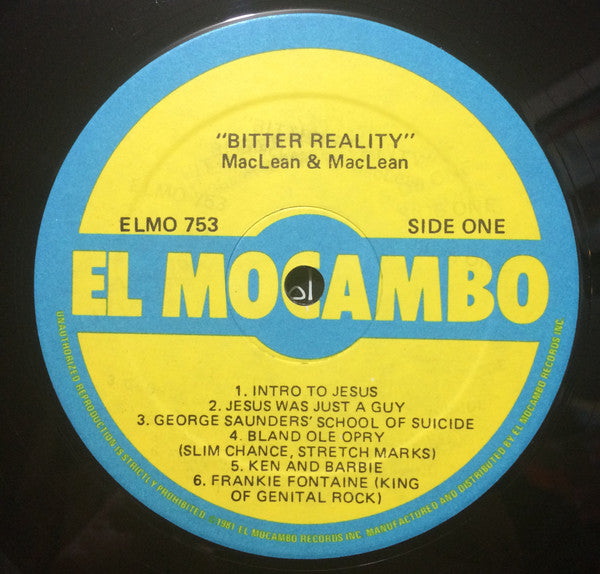 "BITTER REALITY"
MacLean & MacLean
ELMO 753 SIDE ONE
EL MOCAMBO
1. INTRO TO JESUS
2. JESUS WAS JUST A GUY
3. GEORGE SAUNDERS' SCHOOL OF SUICIDE
4. BLAND OLE OPRY
(SLIM CHANCE, STRETCH MARKS)
5. KEN AND BARBIE
6. FRANKIE FONTAINE (KING
OF GENITAL ROCK)
UNAUTHORIZED REPRODUCTION IS STRICTLY PROHIBITED. ©1981 EL MOCAMBO RECORDS INC. MANUFACTURED AND DISTRIBUTED BY EL MOCAMBO RECORDS INC